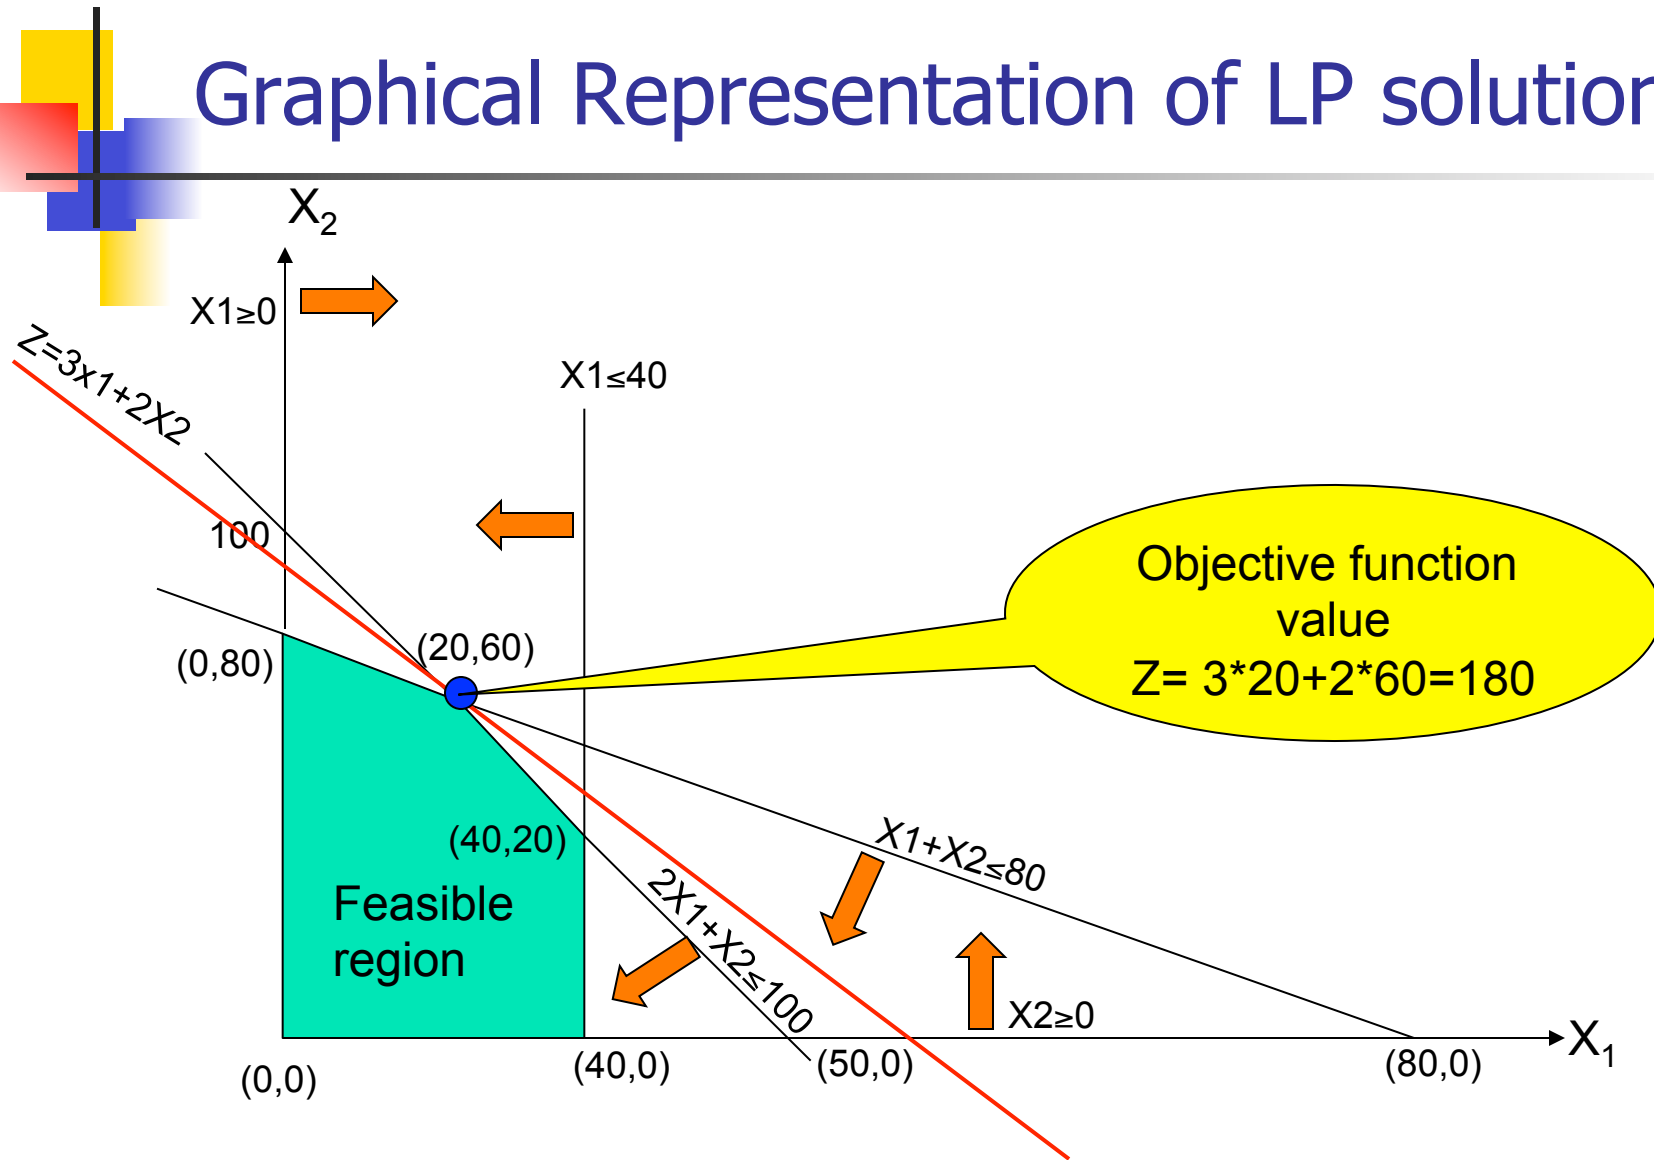 Graphical Representation of LP solution
X₂
X1≥0
Z=3x1+2X2
X1≤40
100
Objective function
value
Z= 3*20+2*60=180
(20,60)
(0,80)
(40,20)
X1+X2≤80
2X1+X2≤100
Feasible
region
X2≥0
X₁
(0,0)
(40,0)
(50,0)
(80,0)